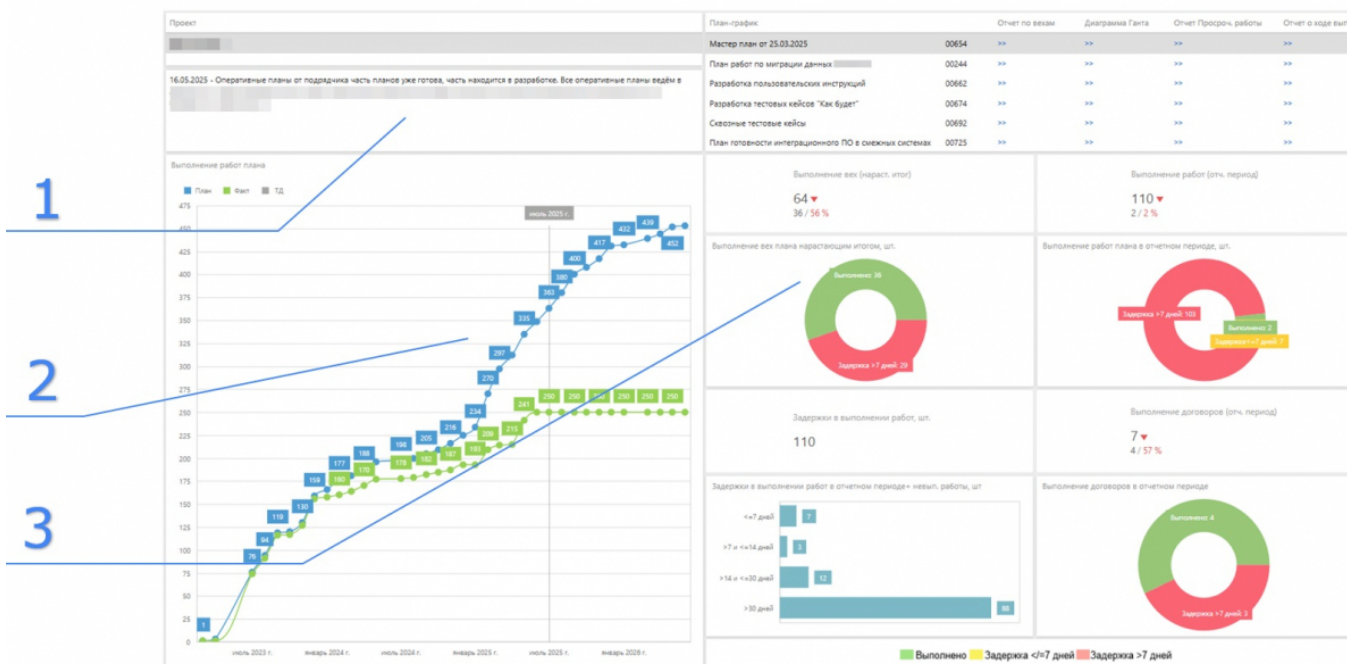 Проект
16.05.2025 - Оперативные планы от подрядчика часть планов уже готова, часть находится в разработке. Все оперативные планы ведём в
План-график Отчет по вехам Диаграмма Ганта Отчет Просроч. работы Отчет о ходе вып
Мастер план от 25.03.2025 00654 >> >> >> >>
План работ по миграции данных 00244 >> >> >> >>
Разработка пользовательских инструкций 00662 >> >> >> >>
Разработка тестовых кейсов "Как будет" 00674 >> >> >> >>
Сквозные тестовые кейсы 00692 >> >> >> >>
План готовности интеграционного ПО в смежных системах 00725 >> >> >> >>
1
2
3
Выполнение работ плана
План Факт ТД
475
450
425
400
375
350
325
300
275
250
225
200
175
150
125
100
75
50
25
0
июль 2025 г.
1 76 94 119 130 159 177 188 198 205 216 234 270 297 335 363 380 400 417 432 439 452
160 170 178 182 187 193 209 215 241 250 250 250 250 250 250
июль 2023 г. январь 2024 г. июль 2024 г. январь 2025 г. июль 2025 г. январь 2026 г.
Выполнение вех (нараст. итог)
64
36 / 56 %
Выполнение работ (отч. период)
110
2 / 2 %
Выполнение вех плана нарастающим итогом, шт.
Выполнено: 36
Задержка >7 дней: 29
Выполнение работ плана в отчетном периоде, шт.
Задержка >7 дней: 103
Выполнено 2
Задержка<=7 дней: 7
Задержки в выполнении работ, шт.
110
Выполнение договоров (отч. период)
7
4 / 57 %
Задержки в выполнении работ в отчетном периоде+ невып. работы, шт
<=7 дней 7
>7 и <=14 дней 3
>14 и <=30 дней 12
>30 дней 88
Выполнение договоров в отчетном периоде
Выполнено 4
Задержка >7 дней: 3
Выполнено Задержка </=7 дней Задержка >7 дней